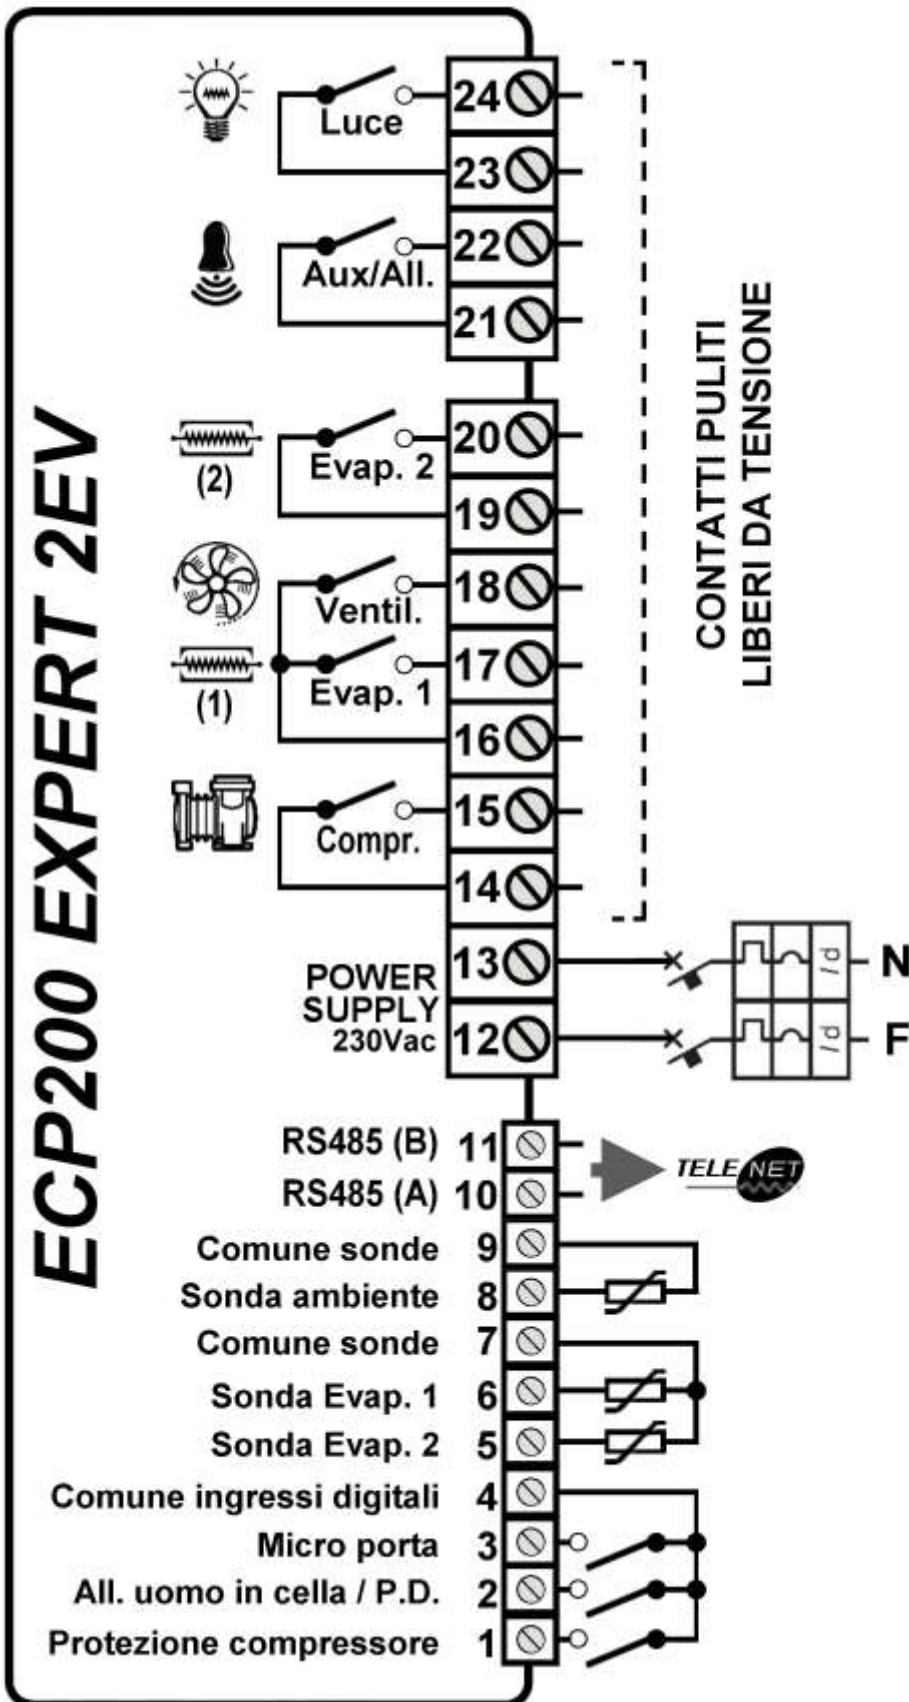 ECP200 EXPERT 2EV
24
Luce
23
22
Aux/All.
21
20
Evap. 2
(2)
19
18
Ventil.
17
Evap. 1
(1)
16
15
Compr.
14
CONTATTI PULITI
LIBERI DA TENSIONE
13
N
POWER
SUPPLY
230Vac
12
F
Id
Id
RS485 (B) 11
RS485 (A) 10
TELE NET
Comune sonde 9
Sonda ambiente 8
Comune sonde 7
Sonda Evap. 1 6
Sonda Evap. 2 5
Comune ingressi digitali 4
Micro porta 3
All. uomo in cella / P.D. 2
Protezione compressore 1